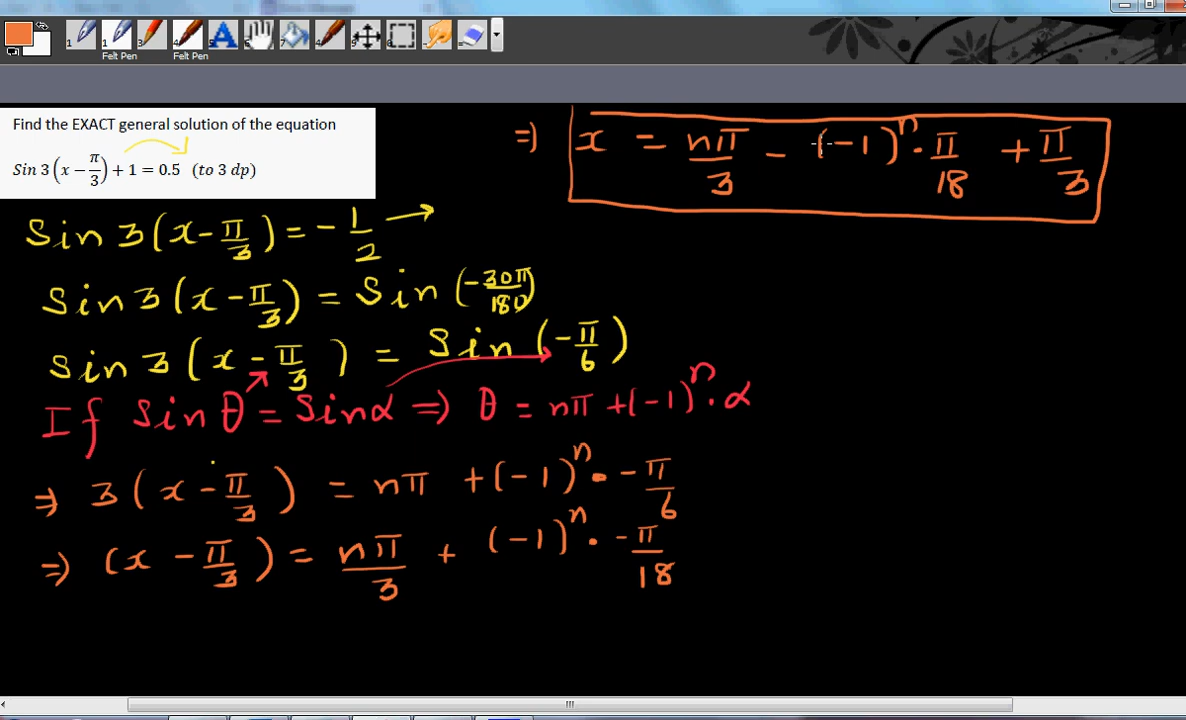 Felt Pen
Felt Pen
Find the EXACT general solution of the equation
Sin 3(x − π/3) + 1 = 0.5 (to 3 dp)
⇒ x = nπ/3 − (−1)ⁿ · π/18 + π/3
Sin 3(x − π/3) = − 1/2 →
Sin 3(x − π/3) = Sin (−30π/180)
Sin 3(x − π/3) = Sin (−π/6)
If Sin θ = Sin α ⇒ θ = nπ + (−1)ⁿ · α
⇒ 3(x − π/3) = nπ + (−1)ⁿ · −π/6
⇒ (x − π/3) = nπ/3 + (−1)ⁿ · −π/18